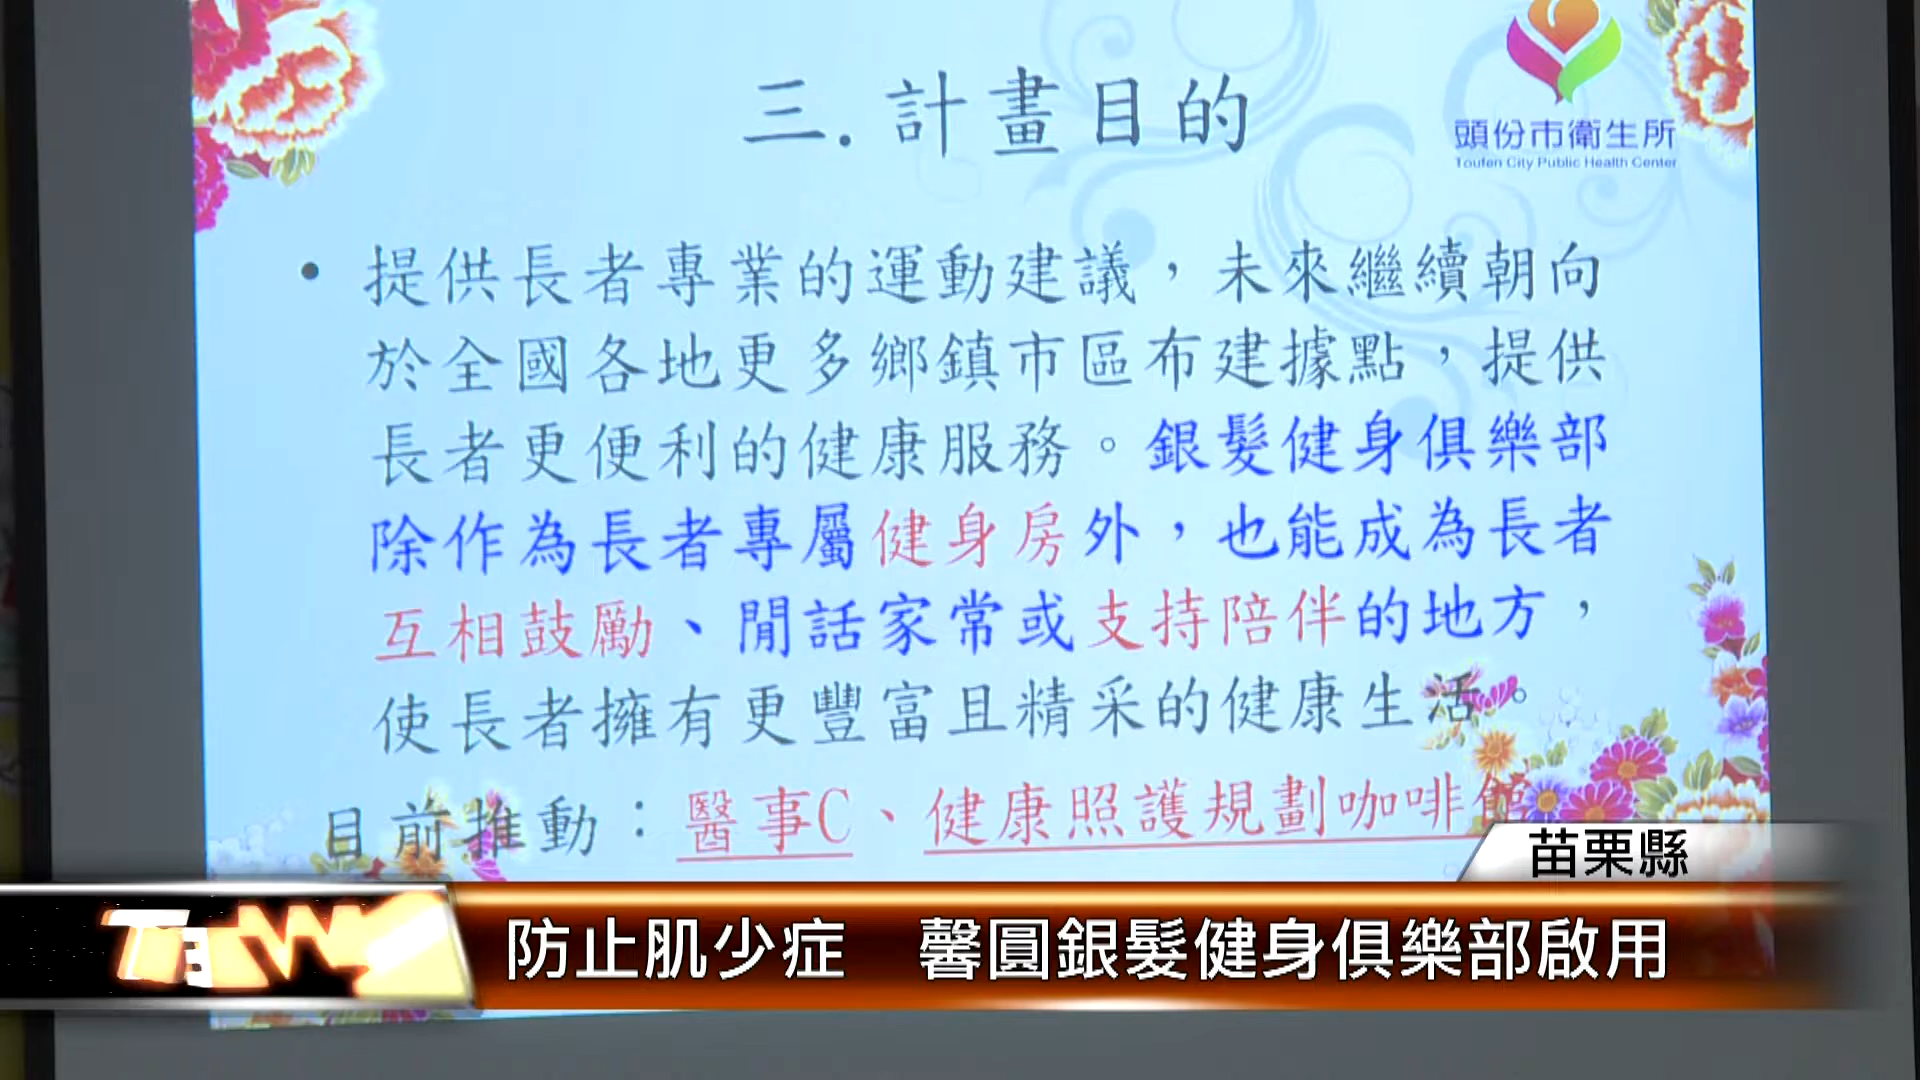 三.計畫目的
頭份市衛生所
Toufen City Public Health Center
• 提供長者專業的運動建議，未來繼續朝向
於全國各地更多鄉鎮市區布建據點，提供
長者更便利的健康服務。銀髮健身俱樂部
除作為長者專屬健身房外，也能成為長者
互相鼓勵、閒話家常或支持陪伴的地方，
使長者擁有更豐富且精采的健康生活。
目前推動：醫事C、健康照護規劃咖啡館
苗栗縣
防止肌少症 馨圓銀髮健身俱樂部啟用